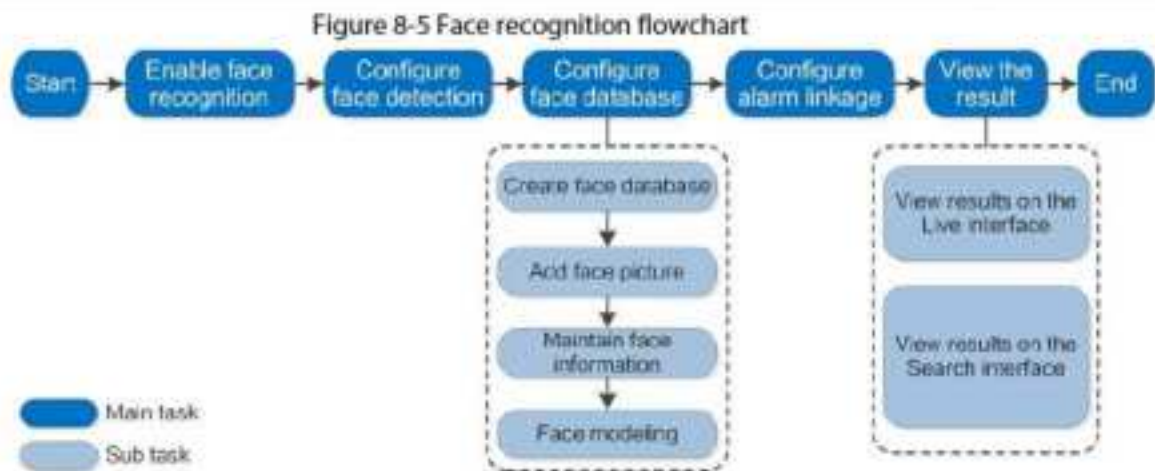 Figure 8-5 Face recognition flowchart
Start
Enable face
recognition
Configure
face detection
Configure
face database
Configure
alarm linkage
View the
result
End
Creare face database
Add face picture
Maintain face
information
Face modeling
View results on the
Live interface
View results on the
Search interface
Main task
Sub task